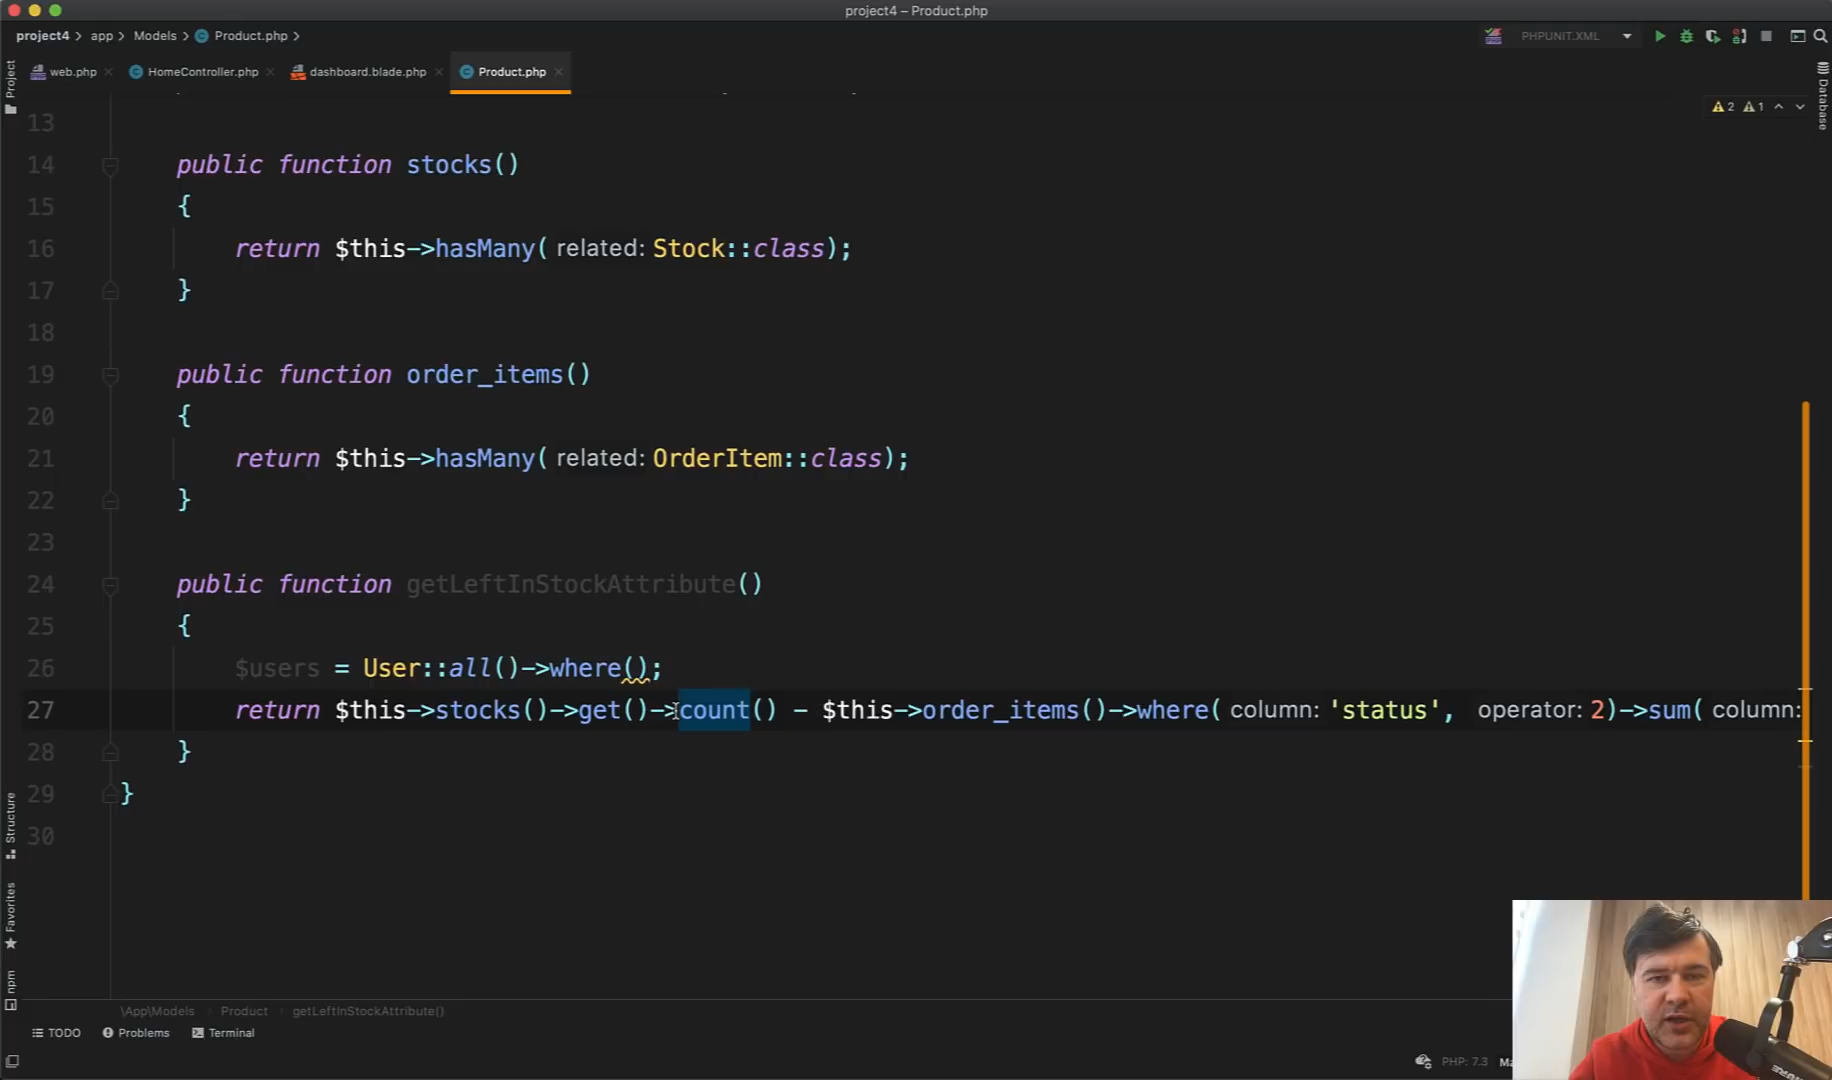 project4 – Product.php
project4 > app > Models > Product.php >
PHPUNIT.XML
web.php HomeController.php dashboard.blade.php Product.php
Project
Database
2 1
13
14 public function stocks()
15 {
16 return $this->hasMany( related: Stock::class);
17 }
18
19 public function order_items()
20 {
21 return $this->hasMany( related: OrderItem::class);
22 }
23
24 public function getLeftInStockAttribute()
25 {
26 $users = User::all()->where();
27 return $this->stocks()->get()->count() - $this->order_items()->where( column: 'status', operator: 2)->sum( column:
28 }
29 }
30
Structure
Favorites
npm
\App\Models Product getLeftInStockAttribute()
TODO Problems Terminal
PHP: 7.3